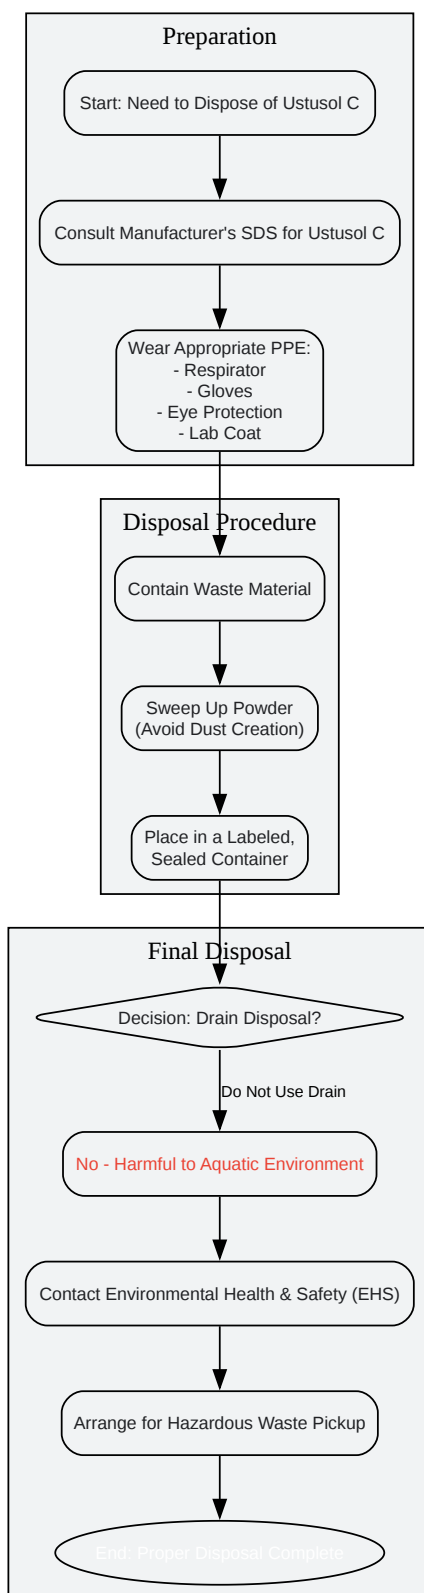 Preparation
Start: Need to Dispose of Ustusol C
Consult Manufacturer's SDS for Ustusol C
Wear Appropriate PPE:
- Respirator
- Gloves
- Eye Protection
- Lab Coat
Disposal Procedure
Contain Waste Material
Sweep Up Powder
(Avoid Dust Creation)
Place in a Labeled,
Sealed Container
Final Disposal
Decision: Drain Disposal?
Do Not Use Drain
No - Harmful to Aquatic Environment
Contact Environmental Health & Safety (EHS)
Arrange for Hazardous Waste Pickup
End: Proper Disposal Complete